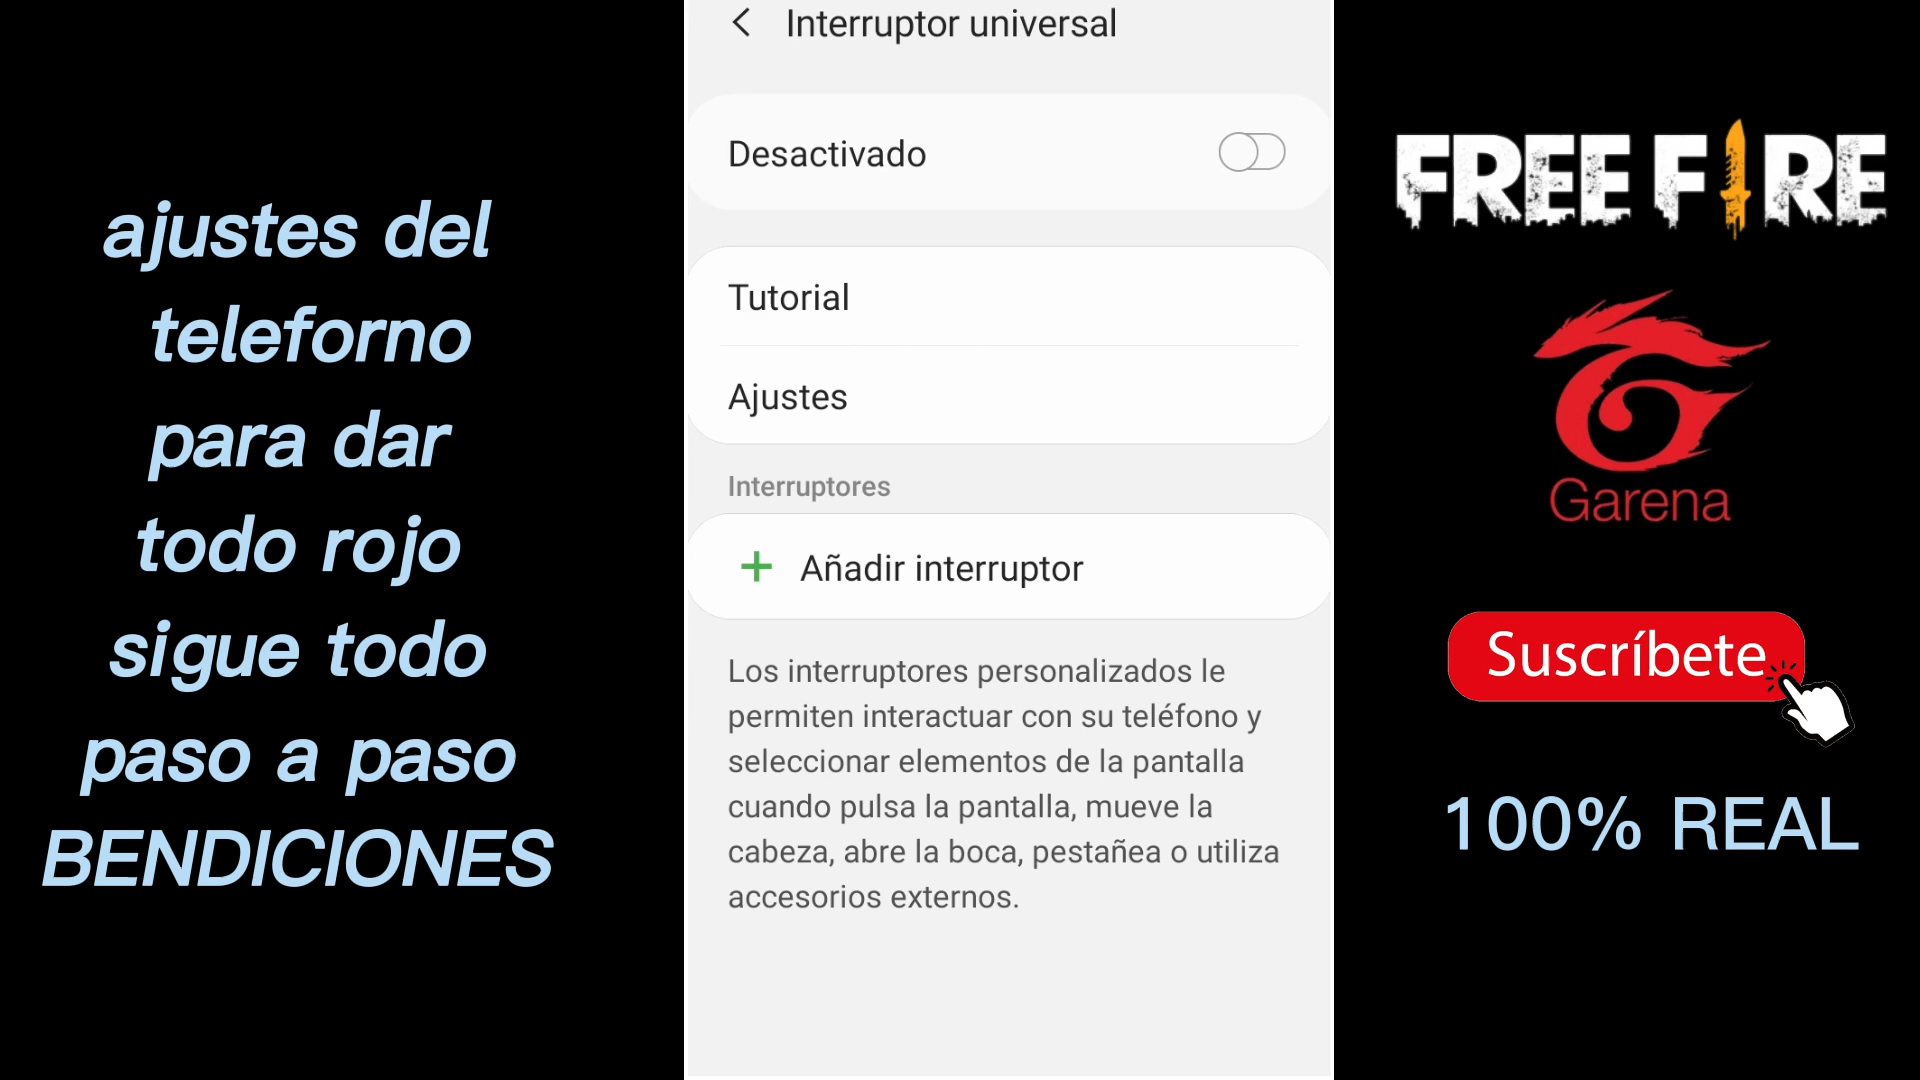 ajustes del
teleforno
para dar
todo rojo
sigue todo
paso a paso
BENDICIONES
Interruptor universal
Desactivado
Tutorial
Ajustes
Interruptores
+ Añadir interruptor
Los interruptores personalizados le
permiten interactuar con su teléfono y
seleccionar elementos de la pantalla
cuando pulsa la pantalla, mueve la
cabeza, abre la boca, pestañea o utiliza
accesorios externos.
FREE FIRE
Garena
Suscríbete
100% REAL